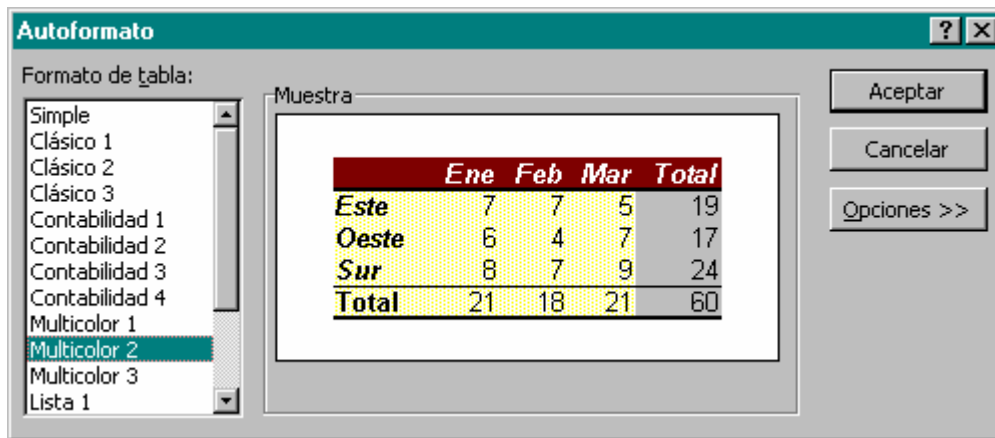 Autoformato
Formato de tabla:
Simple
Clásico 1
Clásico 2
Clásico 3
Contabilidad 1
Contabilidad 2
Contabilidad 3
Contabilidad 4
Multicolor 1
Multicolor 2
Multicolor 3
Lista 1
Muestra
Ene Feb Mar Total
Este 7 7 5 19
Oeste 6 4 7 17
Sur 8 7 9 24
Total 21 18 21 60
Aceptar
Cancelar
Opciones >>